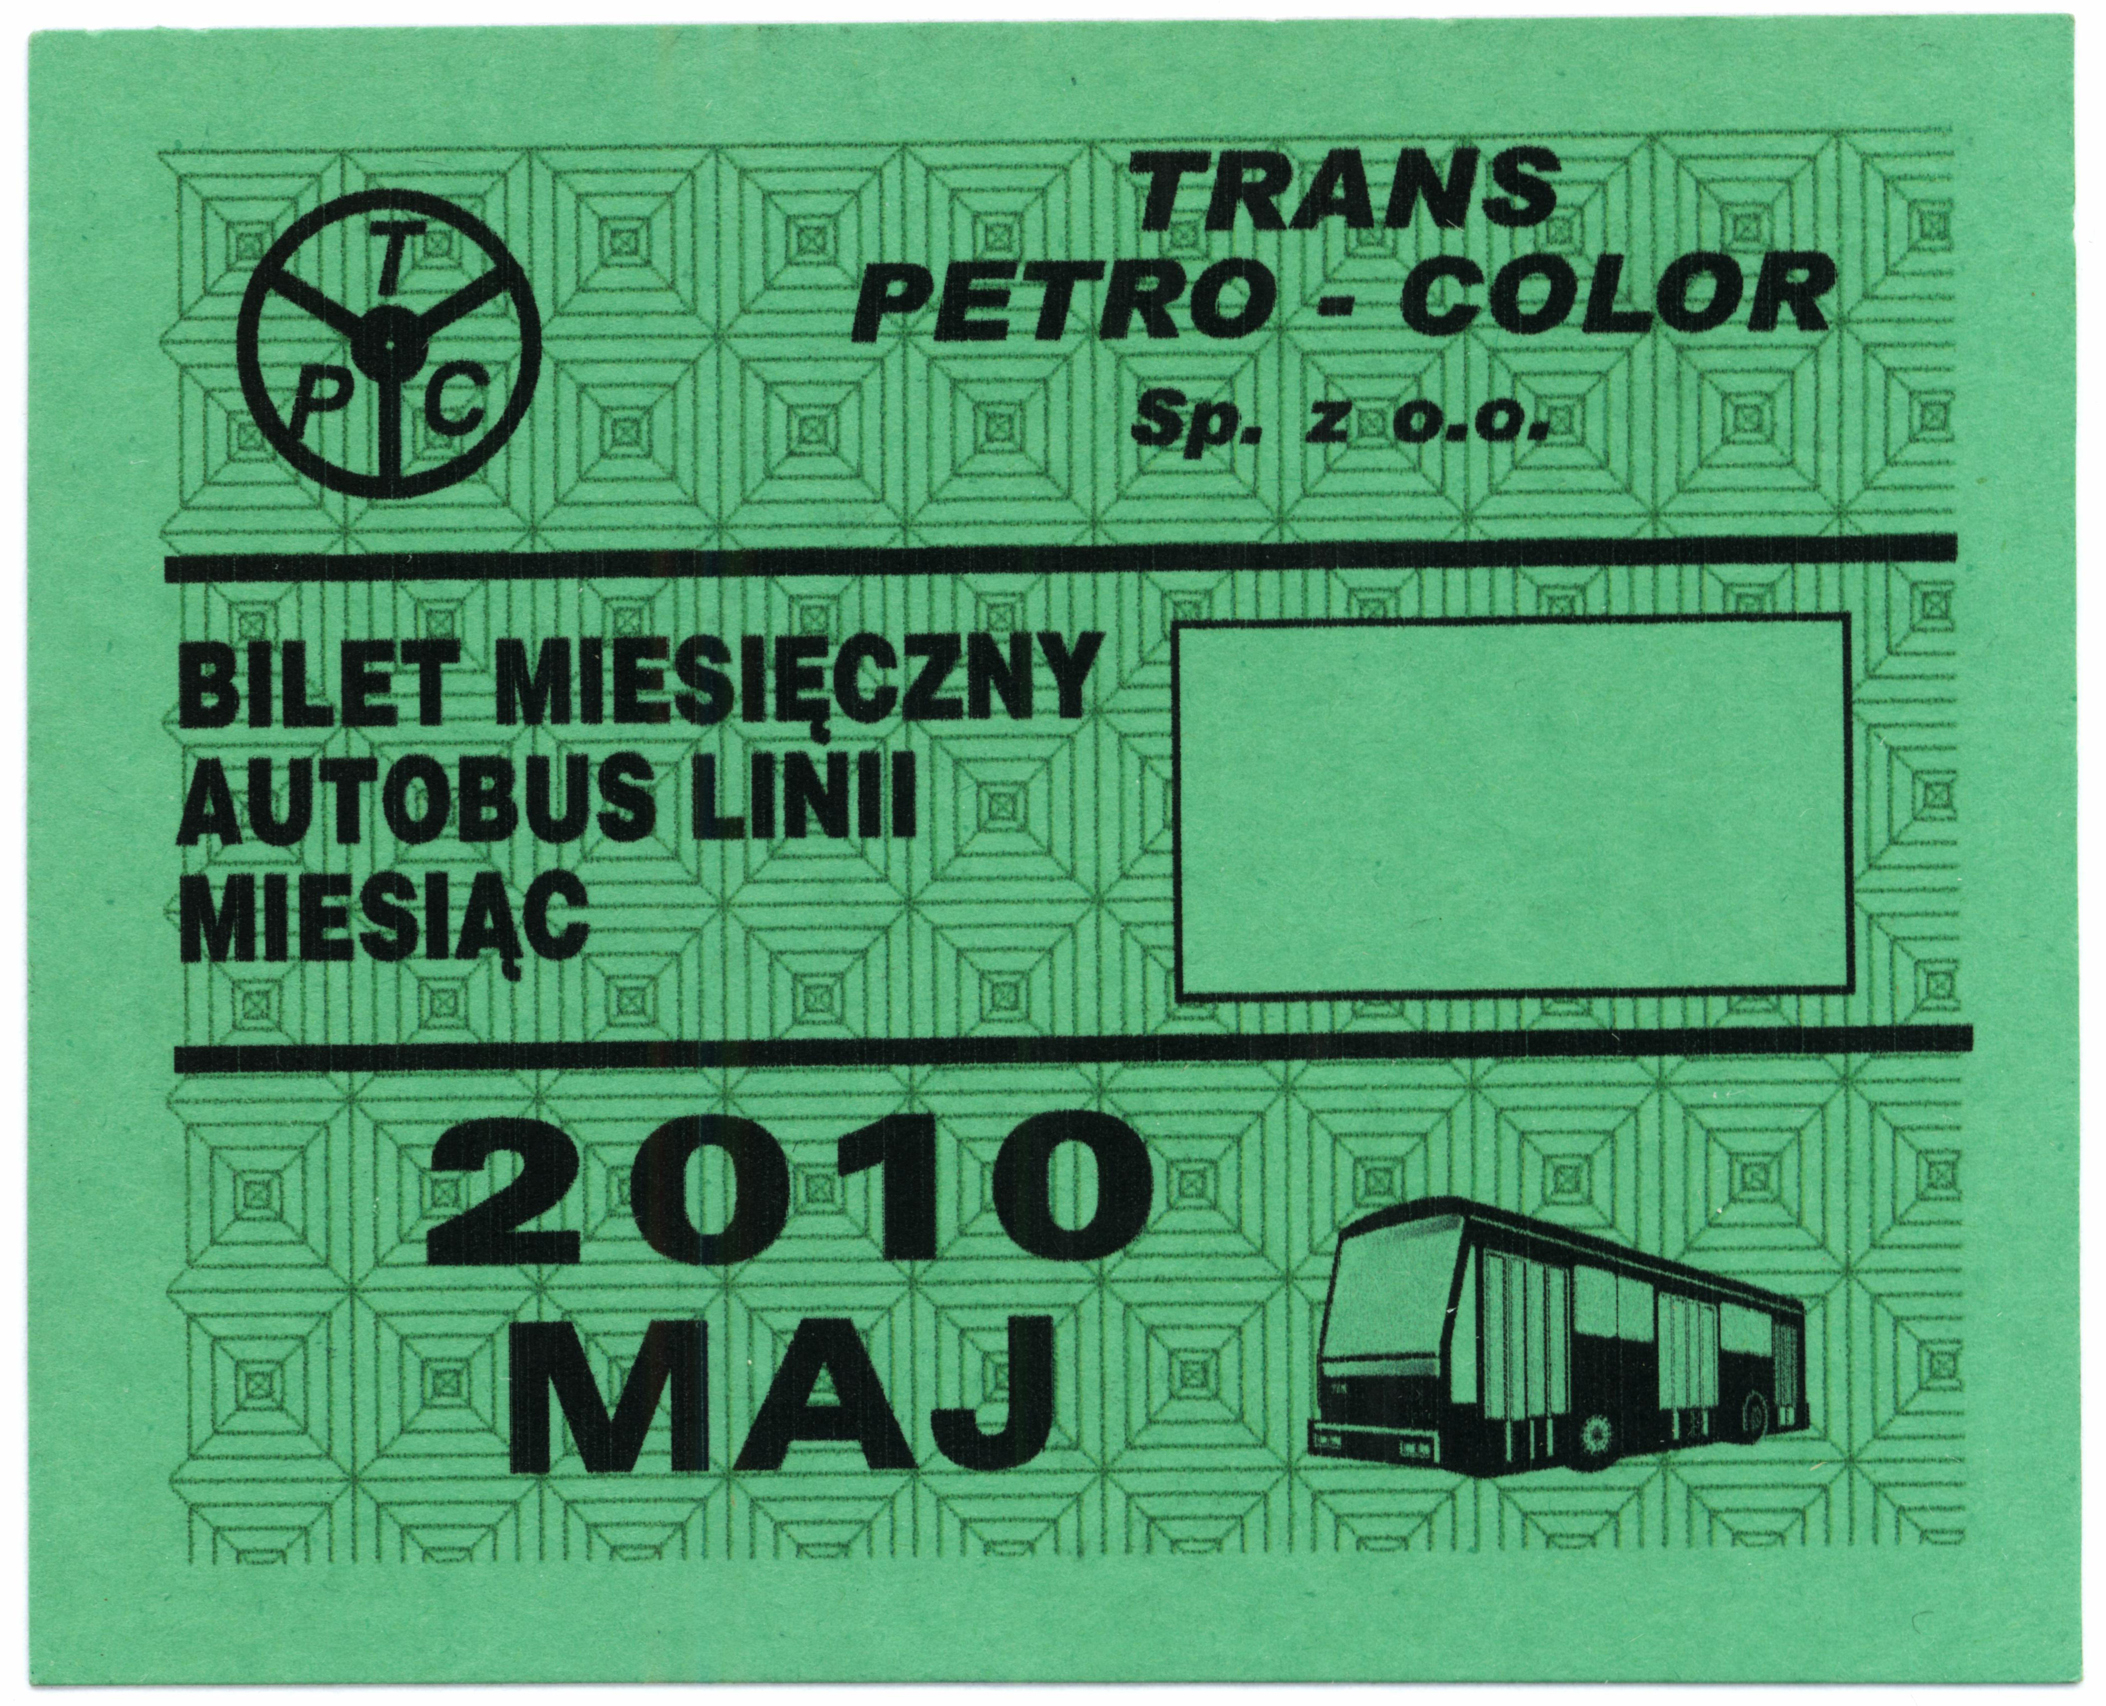 T
P C
TRANS
PETRO - COLOR
Sp. z o.o.
BILET MIESIĘCZNY
AUTOBUS LINII
MIESIĄC
2010
MAJ